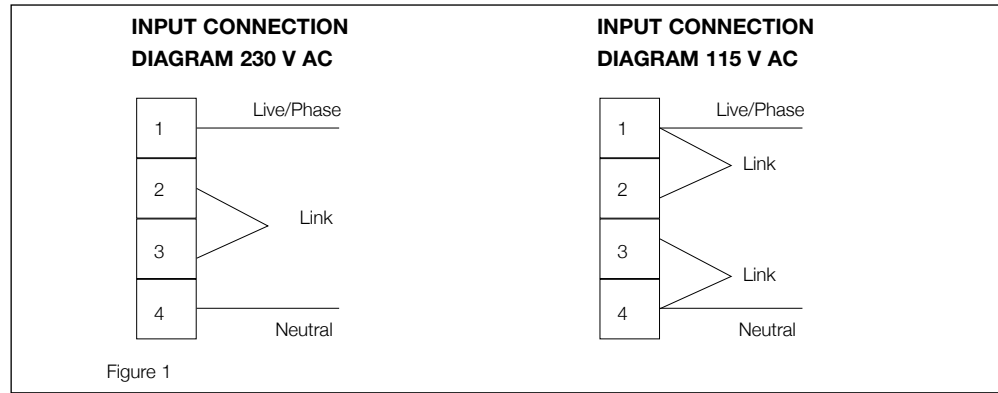 INPUT CONNECTION
DIAGRAM 230 V AC
1
Live/Phase
2
Link
3
4
Neutral
INPUT CONNECTION
DIAGRAM 115 V AC
1
Live/Phase
Link
2
3
Link
4
Neutral
Figure 1